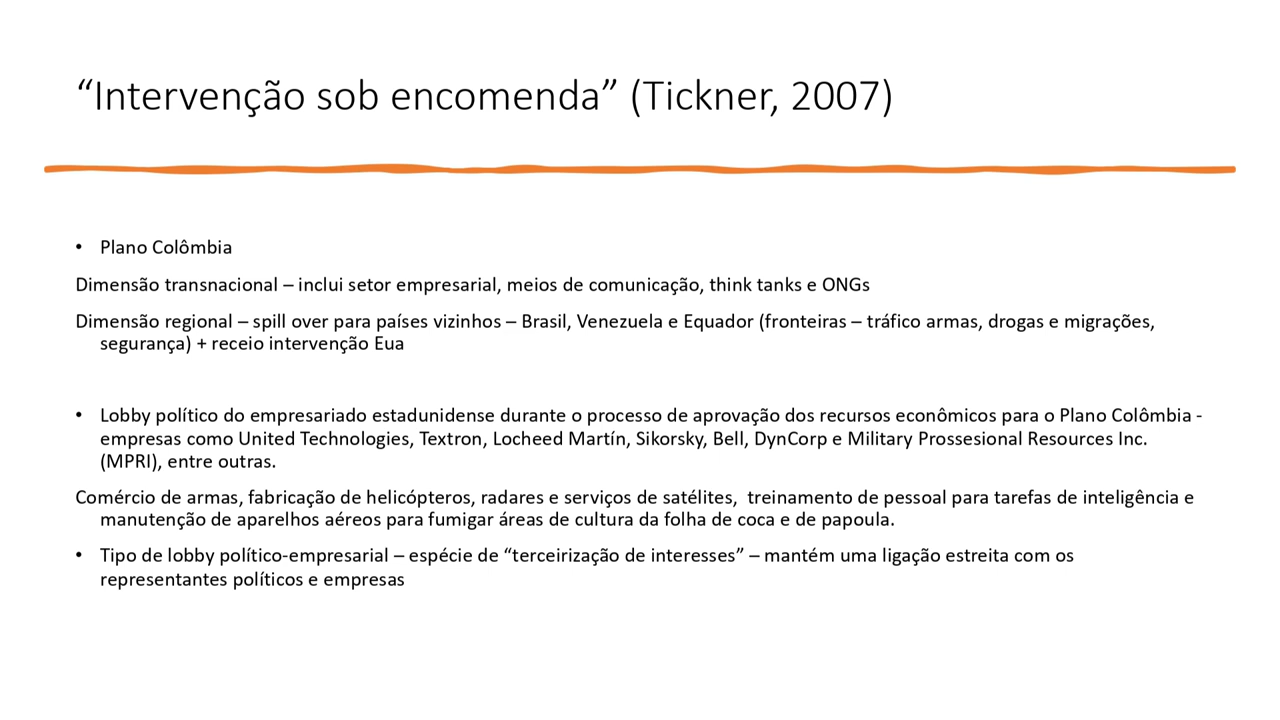 “Intervenção sob encomenda” (Tickner, 2007)
• Plano Colômbia
Dimensão transnacional – inclui setor empresarial, meios de comunicação, think tanks e ONGs
Dimensão regional – spill over para países vizinhos – Brasil, Venezuela e Equador (fronteiras – tráfico armas, drogas e migrações,
segurança) + receio intervenção Eua
• Lobby político do empresariado estadunidense durante o processo de aprovação dos recursos econômicos para o Plano Colômbia -
empresas como United Technologies, Textron, Locheed Martín, Sikorsky, Bell, DynCorp e Military Prossesional Resources Inc.
(MPRI), entre outras.
Comércio de armas, fabricação de helicópteros, radares e serviços de satélites,  treinamento de pessoal para tarefas de inteligência e
manutenção de aparelhos aéreos para fumigar áreas de cultura da folha de coca e de papoula.
• Tipo de lobby político-empresarial – espécie de “terceirização de interesses” – mantém uma ligação estreita com os
representantes políticos e empresas